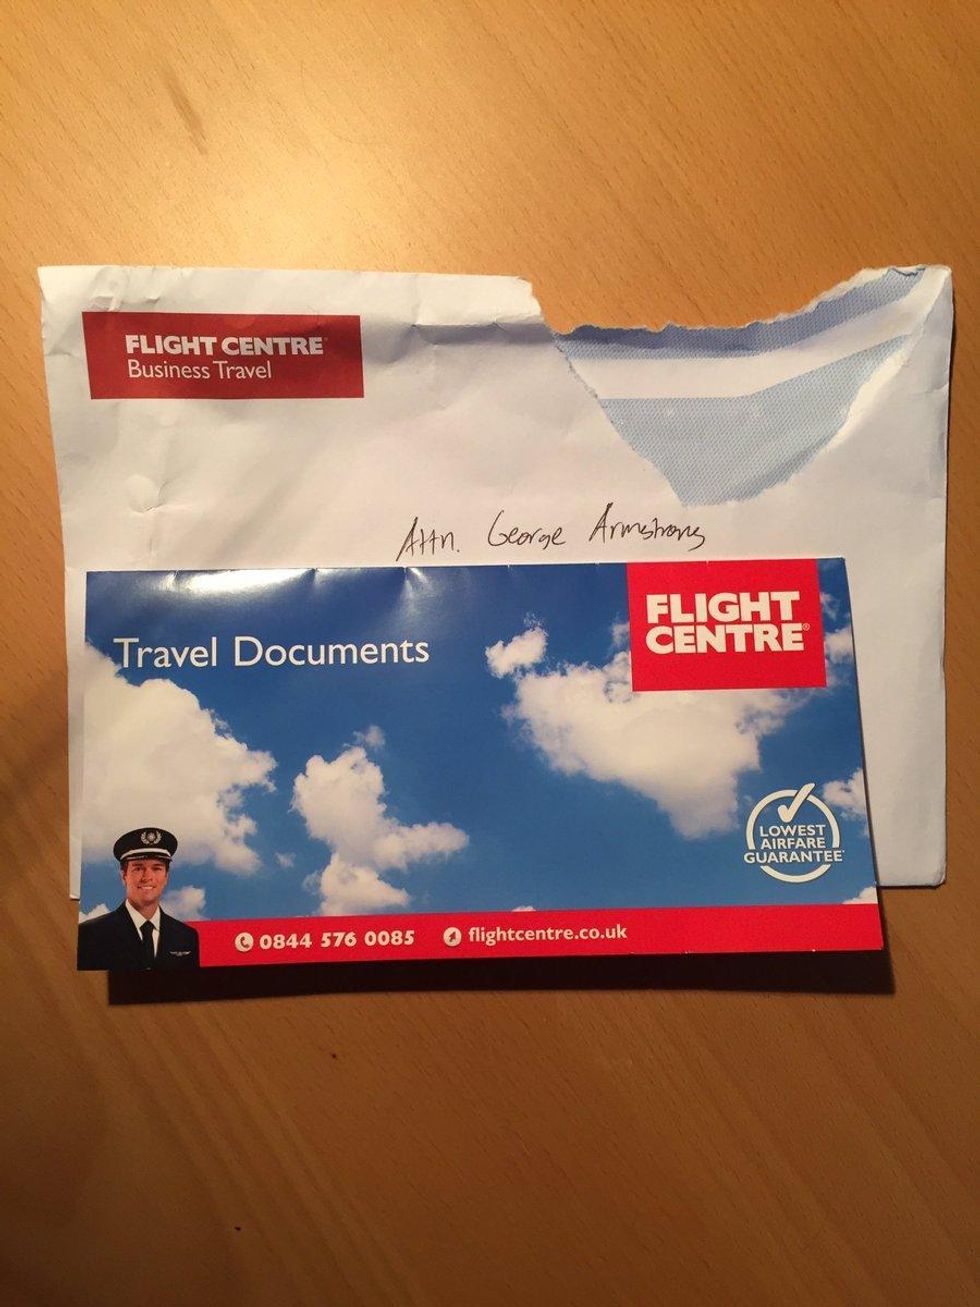 FLIGHT CENTRE
Business Travel
Attn. George Armstrong
Travel Documents
FLIGHT
CENTRE®
LOWEST
AIRFARE
GUARANTEE
0844 576 0085 flightcentre.co.uk